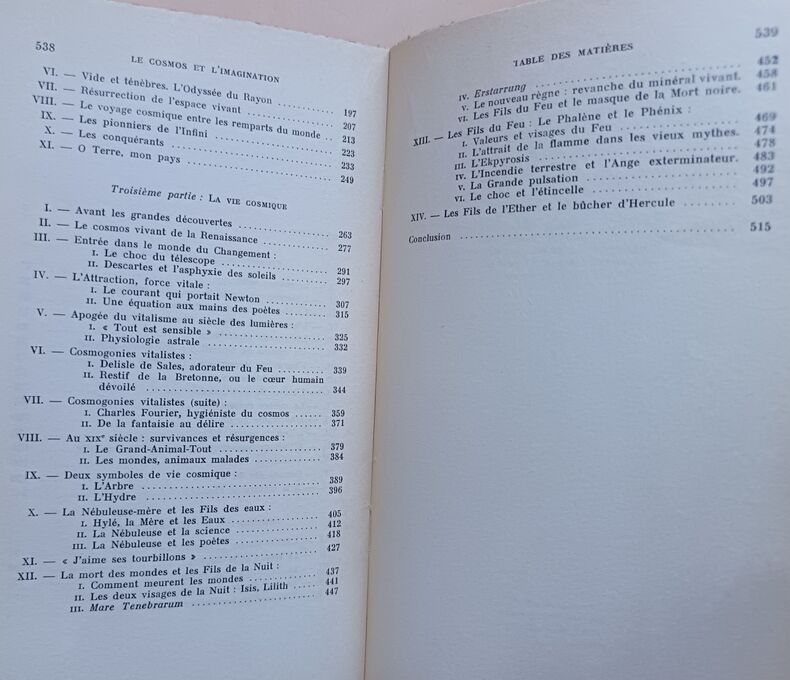 538
LE COSMOS ET L'IMAGINATION
VI. — Vide et ténèbres. L'Odyssée du Rayon ........... 197
VII. — Résurrection de l'espace vivant ................ 207
VIII. — Le voyage cosmique entre les remparts du monde . 213
IX. — Les pionniers de l'Infini ...................... 223
X. — Les conquérants ............................... 233
XI. — O Terre, mon pays ............................ 249
Troisième partie : LA VIE COSMIQUE
I. — Avant les grandes découvertes .................. 263
II. — Le cosmos vivant de la Renaissance ............. 277
III. — Entrée dans le monde du Changement :
I. Le choc du télescope ....................... 291
II. Descartes et l'asphyxie des soleils ......... 297
IV. — L'Attraction, force vitale :
I. Le courant qui portait Newton ............. 307
II. Une équation aux mains des poètes ......... 315
V. — Apogée du vitalisme au siècle des lumières :
I. « Tout est sensible » ..................... 325
II. Physiologie astrale ....................... 332
VI. — Cosmogonies vitalistes :
I. Delisle de Sales, adorateur du Feu ......... 339
II. Restif de la Bretonne, ou le cœur humain
dévoilé .................................. 344
VII. — Cosmogonies vitalistes (suite) :
I. Charles Fourier, hygiéniste du cosmos ...... 359
II. De la fantaisie au délire .................. 371
VIII. — Au XIXe siècle : survivances et résurgences :
I. Le Grand-Animal-Tout .................... 379
II. Les mondes, animaux malades .............. 384
IX. — Deux symboles de vie cosmique :
I. L'Arbre .................................. 389
II. L'Hydre ................................. 396
X. — La Nébuleuse-mère et les Fils des eaux :
I. Hylé, la Mère et les Eaux ................. 405
II. La Nébuleuse et la science ................ 412
III. La Nébuleuse et les poètes ................ 418
XI. — « J'aime ses tourbillons » ..................... 427
XII. — La mort des mondes et les Fils de la Nuit :
I. Comment meurent les mondes .............. 437
II. Les deux visages de la Nuit : Isis, Lilith ..... 441
III. Mare Tenebrarum ........................ 447
539
TABLE DES MATIÈRES
IV. Erstarrung .............................. 452
V. Le nouveau règne : revanche du minéral vivant. 458
VI. Les Fils du Feu et le masque de la Mort noire. 461
XIII. — Les Fils du Feu : Le Phalène et le Phénix :
I. Valeurs et visages du Feu .................. 469
II. L'attrait de la flamme dans les vieux mythes. 474
III. L'Ekpyrosis .............................. 478
IV. L'Incendie terrestre et l'Ange exterminateur. 483
V. La Grande pulsation ...................... 492
VI. Le choc et l'étincelle ..................... 497
XIV. — Les Fils de l'Ether et le bûcher d'Hercule ........ 503
Conclusion ........................................ 515